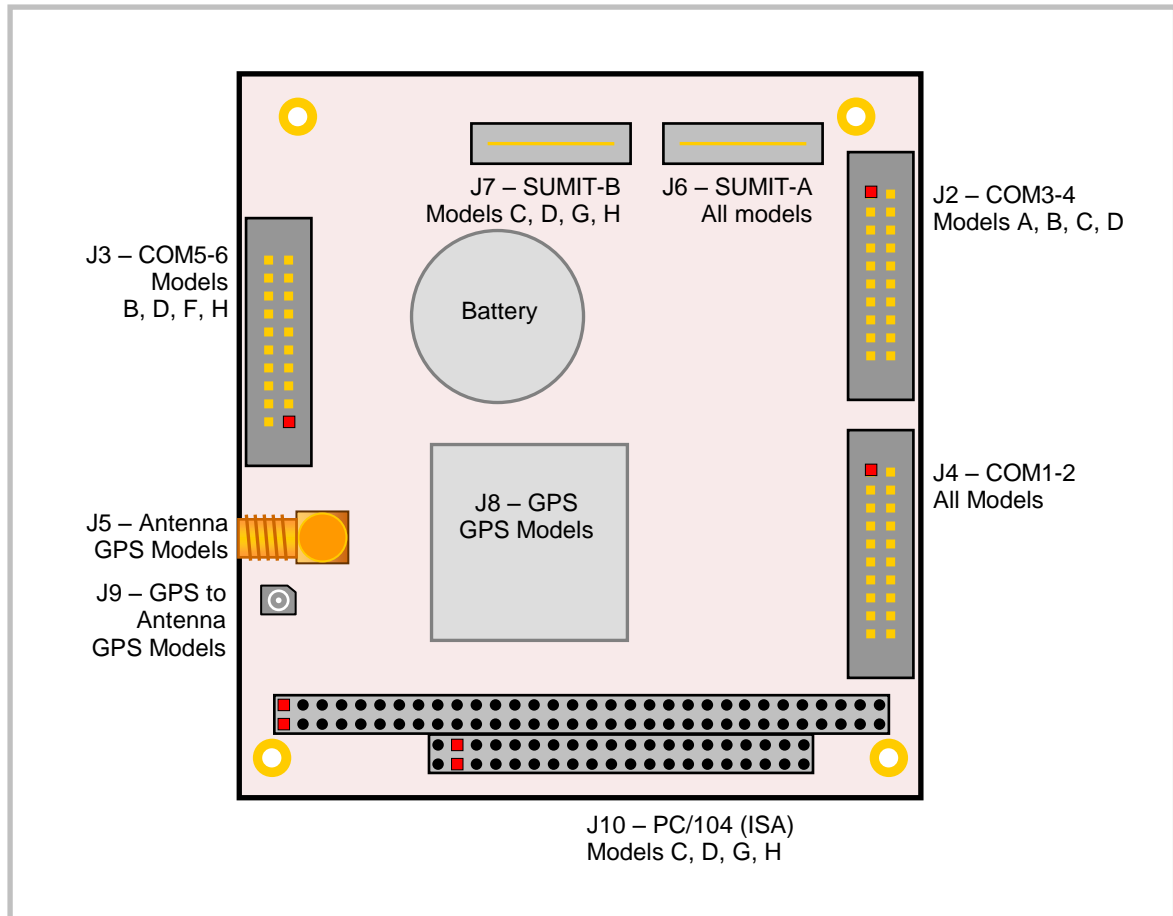 J7 – SUMIT-B
Models C, D, G, H
J6 – SUMIT-A
All models
J2 – COM3-4
Models A, B, C, D
J3 – COM5-6
Models
B, D, F, H
Battery
J4 – COM1-2
All Models
J8 – GPS
GPS Models
J5 – Antenna
GPS Models
J9 – GPS to
Antenna
GPS Models
J10 – PC/104 (ISA)
Models C, D, G, H